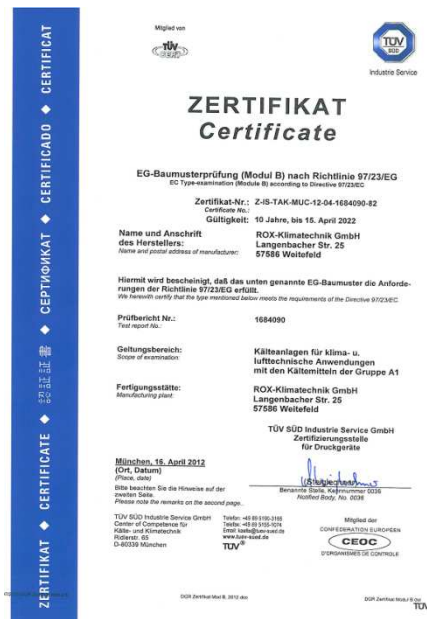 Mitglied von
TÜV
CERT
TÜV
SÜD
Industrie Service
ZERTIFIKAT
Certificate
EG-Baumusterprüfung (Modul B) nach Richtlinie 97/23/EG
EC Type-examination (Module B) according to Directive 97/23/EC
Zertifikat-Nr.: Z-IS-TAK-MUC-12-04-1684090-82
Certificate No.:
Gültigkeit: 10 Jahre, bis 15. April 2022
Name und Anschrift
des Herstellers:
Name and postal address of manufacturer:
ROX-Klimatechnik GmbH
Langenbacher Str. 25
57586 Weitefeld
Hiermit wird bescheinigt, daß das unten genannte EG-Baumuster die Anforde-
rungen der Richtlinie 97/23/EG erfüllt.
We herewith certify that the type mentioned below meets the requirements of the Directive 97/23/EC.
Prüfbericht Nr.: 1684090
Test report No.:
Geltungsbereich:
Scope of examination:
Kälteanlagen für klima- u.
lufttechnische Anwendungen
mit den Kältemitteln der Gruppe A1
Fertigungsstätte:
Manufacturing plant:
ROX-Klimatechnik GmbH
Langenbacher Str. 25
57586 Weitefeld
TÜV SÜD Industrie Service GmbH
Zertifizierungsstelle
für Druckgeräte
München, 16. April 2012
(Ort, Datum)
(Place, date)
Bitte beachten Sie die Hinweise auf der
zweiten Seite.
Please note the remarks on the second page.
Benannte Stelle, Kennnummer 0036
Notified Body, No. 0036
TÜV SÜD Industrie Service GmbH
Center of Competence für
Kälte- und Klimatechnik
Ridlerstr. 65
D-80339 München
www.tuev-sued.de
TÜV®
Mitglied der
CONFEDERATION EUROPEEN
CEOC
D'ORGANISMES DE CONTROLE
TÜV
ZERTIFIKAT ◆ CERTIFICATE ◆ 認証証書 ◆ СЕРТИФИКАТ ◆ CERTIFICADO ◆ CERTIFICAT